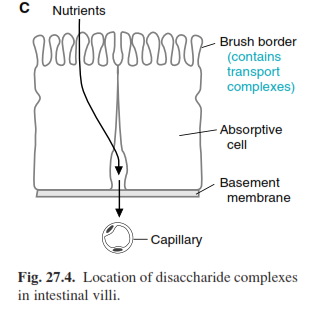 C
Nutrients
Brush border
(contains
transport
complexes)
Absorptive
cell
Basement
membrane
Capillary
Fig. 27.4. Location of disaccharide complexes
in intestinal villi.